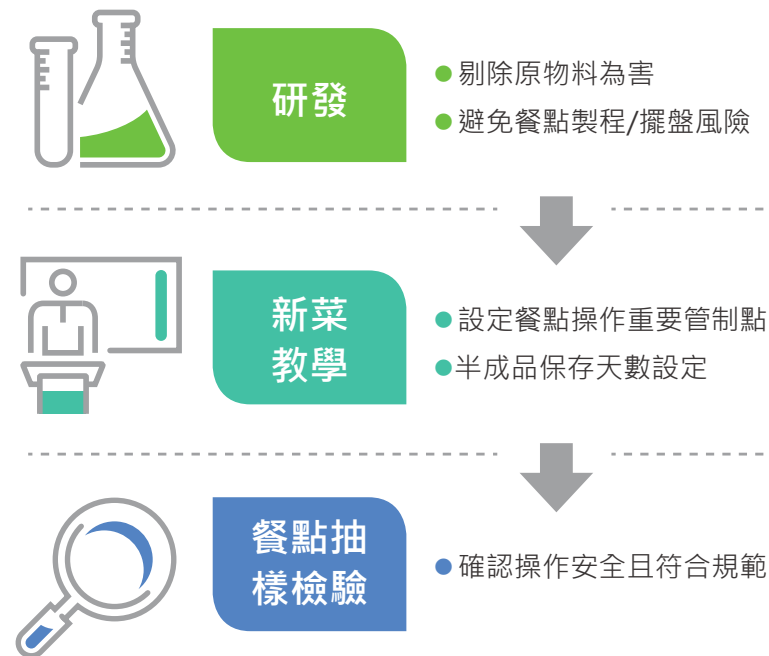 研發
●剔除原物料為害
●避免餐點製程/擺盤風險
新菜
教學
●設定餐點操作重要管制點
●半成品保存天數設定
餐點抽
樣檢驗
●確認操作安全且符合規範